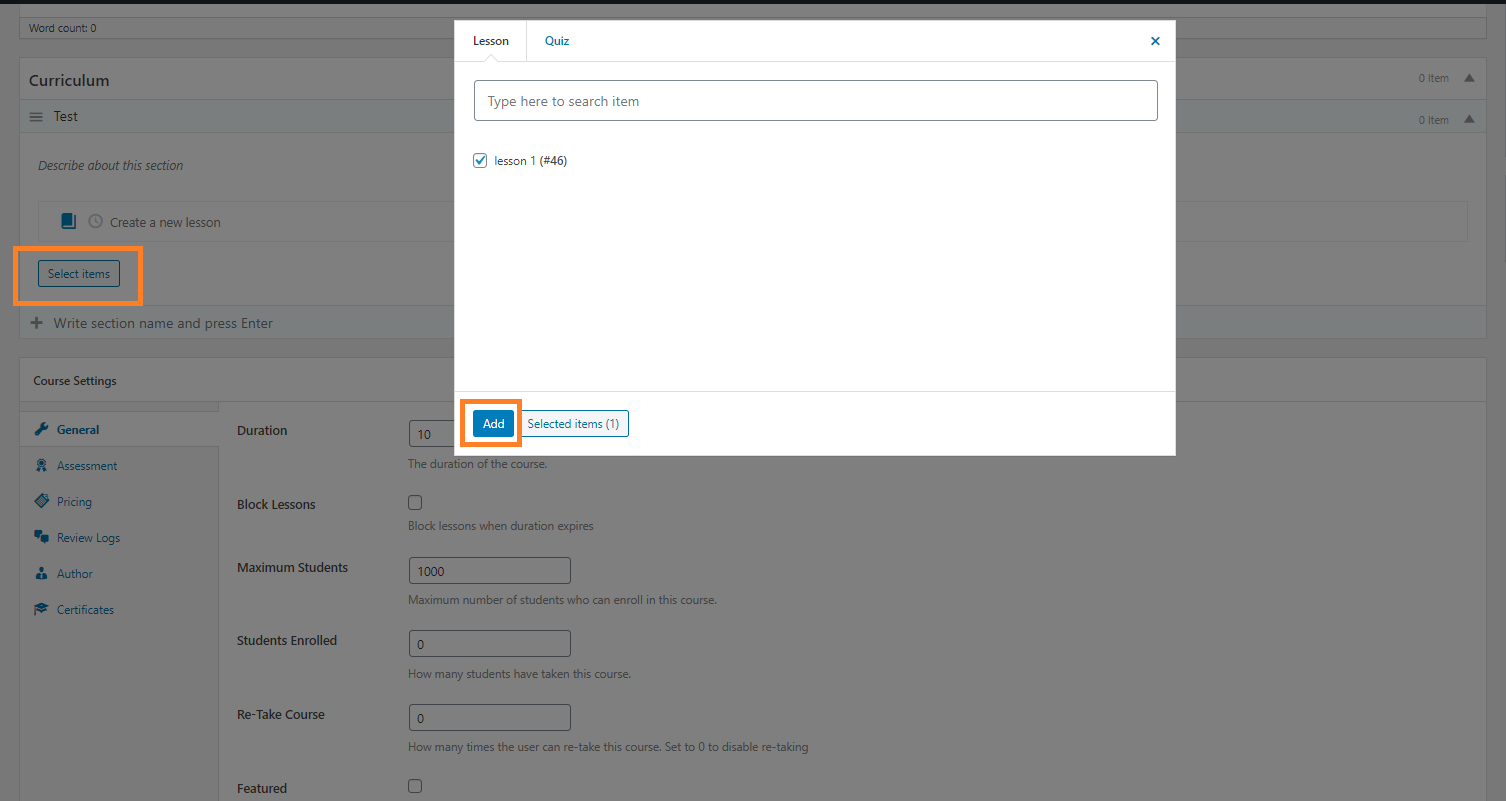 Word count: 0
Lesson
Quiz
×
Type here to search item
lesson 1 (#46)
Add
Selected items (1)
Curriculum
0 Item
Test
0 Item
Describe about this section
Create a new lesson
Select items
Write section name and press Enter
Course Settings
General
Assessment
Pricing
Review Logs
Author
Certificates
Duration
10
The duration of the course.
Block Lessons
Block lessons when duration expires
Maximum Students
1000
Maximum number of students who can enroll in this course.
Students Enrolled
0
How many students have taken this course.
Re-Take Course
0
How many times the user can re-take this course. Set to 0 to disable re-taking
Featured